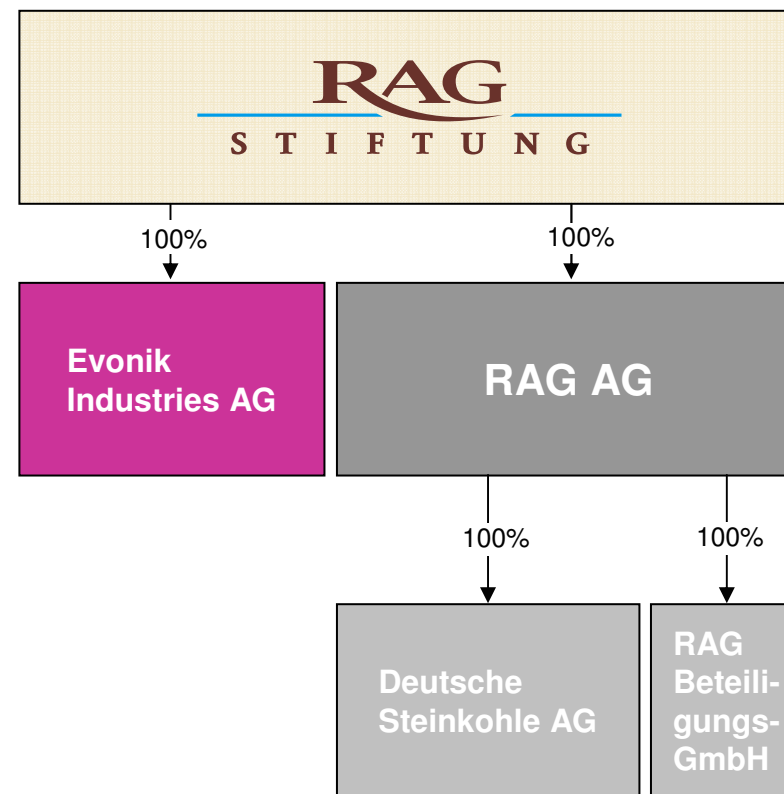 RAG
STIFTUNG
100%
100%
Evonik
Industries AG
RAG AG
100%
100%
Deutsche
Steinkohle AG
RAG
Beteili-
gungs-
GmbH